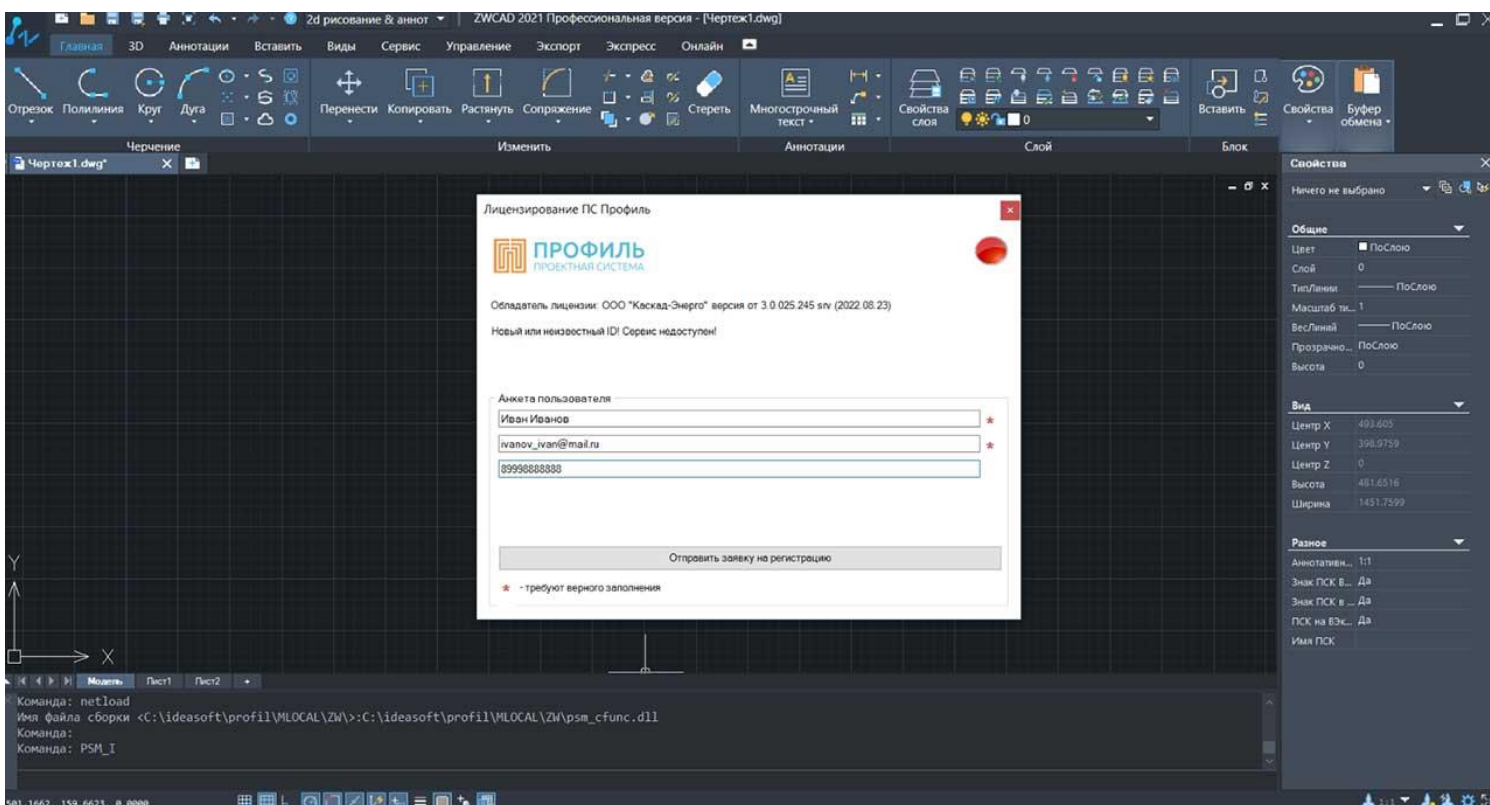 2d рисование & аннот
ZWCAD 2021 Профессиональная версия - [Чертеж1.dwg]
Главная 3D Аннотации Вставить Виды Сервис Управление Экспорт Экспресс Онлайн
Отрезок Полилиния Круг Дуга Перенести Копировать Растянуть Сопряжение Стереть Многострочный текст Свойства слоя 0 Вставить Свойства Буфер обмена
Черчение Изменить Аннотации Слой Блок
Чертеж1.dwg*
Лицензирование ПС Профиль
ПРОФИЛЬ
ПРОЕКТНАЯ СИСТЕМА
Обладатель лицензии: ООО "Каскад-Энерго" версия от 3.0.025.245 srv (2022.08.23)
Новый или неизвестный ID! Сервис недоступен!
Анкета пользователя
Иван Иванов *
ivanov_ivan@mail.ru *
89998888888
Отправить заявку на регистрацию
* - требуют верного заполнения
Свойства
Ничего не выбрано
Общие
Цвет ПоСлою
Слой 0
ТипЛинии ПоСлою
Масштаб ти... 1
ВесЛиний ПоСлою
Прозрачно... ПоСлою
Высота 0
Вид
Центр X 493.605
Центр Y 398.9759
Центр Z 0
Высота 481.6516
Ширина 1451.7599
Разное
Аннотативн... 1:1
Знак ПСК В... Да
Знак ПСК в ... Да
ПСК на ВЭк... Да
Имя ПСК
Y
X
Модель Лист1 Лист2 +
Команда: netload
Имя файла сборки <C:\ideasoft\profil\MLOCAL\ZW\>:C:\ideasoft\profil\MLOCAL\ZW\psm_cfunc.dll
Команда:
Команда: PSM_I